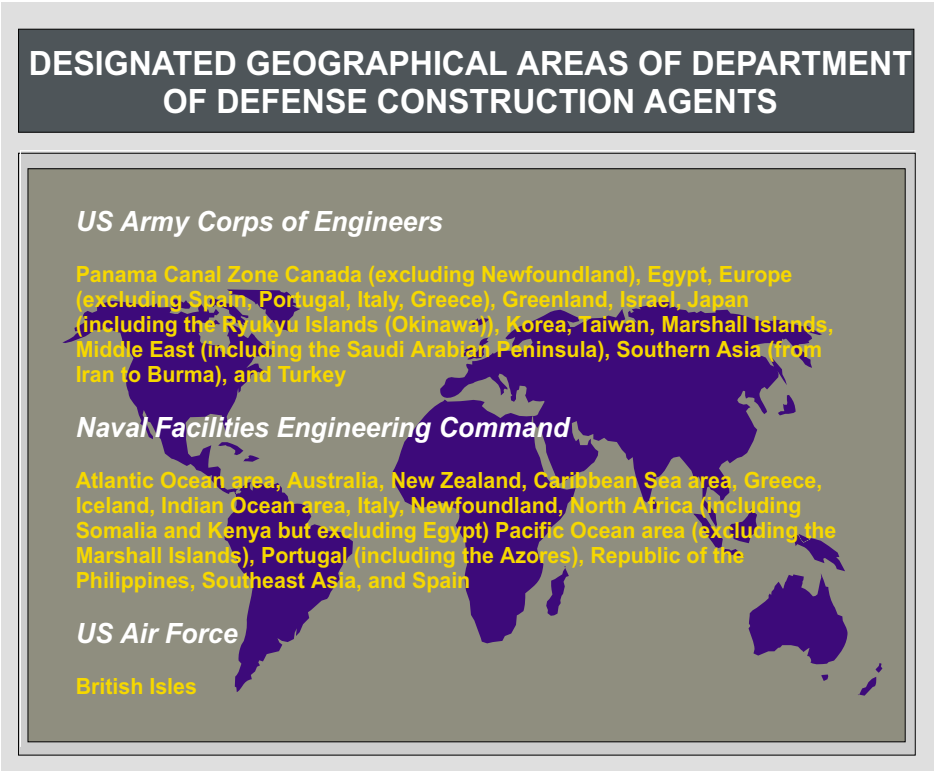 DESIGNATED GEOGRAPHICAL AREAS OF DEPARTMENT
OF DEFENSE CONSTRUCTION AGENTS
US Army Corps of Engineers
Panama Canal Zone Canada (excluding Newfoundland), Egypt, Europe
(excluding Spain, Portugal, Italy, Greece), Greenland, Israel, Japan
(including the Ryukyu Islands (Okinawa)), Korea, Taiwan, Marshall Islands,
Middle East (including the Saudi Arabian Peninsula), Southern Asia (from
Iran to Burma), and Turkey
Naval Facilities Engineering Command
Atlantic Ocean area, Australia, New Zealand, Caribbean Sea area, Greece,
Iceland, Indian Ocean area, Italy, Newfoundland, North Africa (including
Somalia and Kenya but excluding Egypt) Pacific Ocean area (excluding the
Marshall Islands), Portugal (including the Azores), Republic of the
Philippines, Southeast Asia, and Spain
US Air Force
British Isles